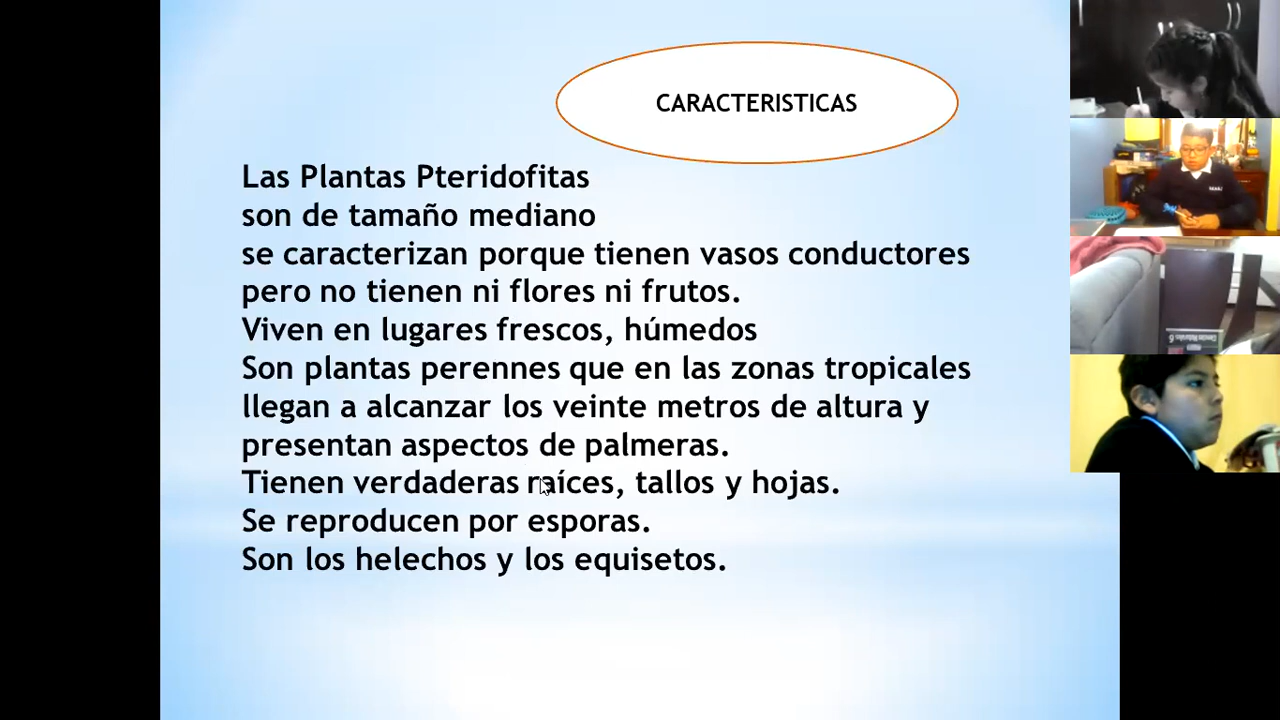 CARACTERISTICAS
Las Plantas Pteridofitas
son de tamaño mediano
se caracterizan porque tienen vasos conductores
pero no tienen ni flores ni frutos.
Viven en lugares frescos, húmedos
Son plantas perennes que en las zonas tropicales
llegan a alcanzar los veinte metros de altura y
presentan aspectos de palmeras.
Tienen verdaderas raíces, tallos y hojas.
Se reproducen por esporas.
Son los helechos y los equisetos.